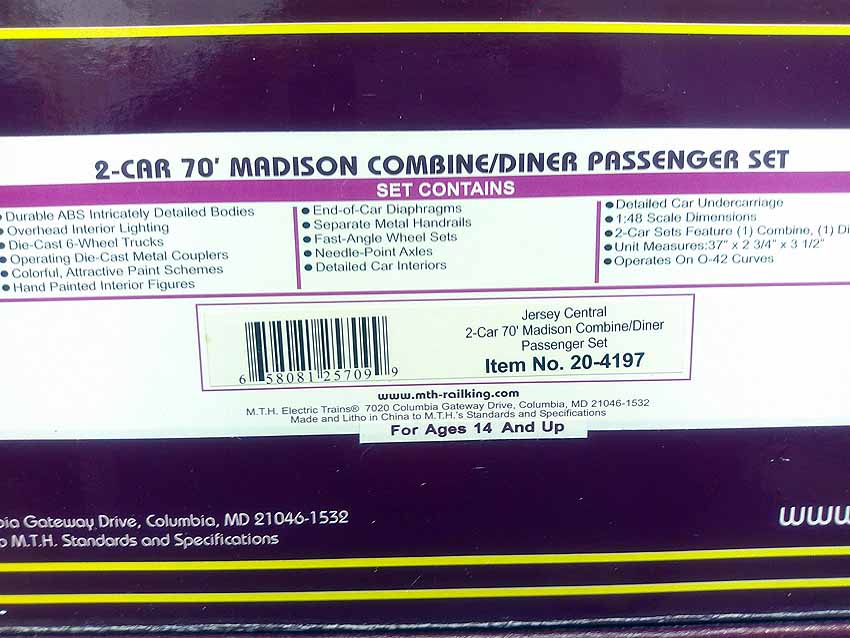 2-CAR 70' MADISON COMBINE/DINER PASSENGER SET
SET CONTAINS
Durable ABS Intricately Detailed Bodies
• Overhead Interior Lighting
• Die-Cast 6-Wheel Trucks
• Operating Die-Cast Metal Couplers
• Colorful, Attractive Paint Schemes
• Hand Painted Interior Figures
• End-of-Car Diaphragms
• Separate Metal Handrails
• Fast-Angle Wheel Sets
• Needle-Point Axles
• Detailed Car Interiors
• Detailed Car Undercarriage
• 1:48 Scale Dimensions
• 2-Car Sets Feature (1) Combine, (1) Di
• Unit Measures:37" x 2 3/4" x 3 1/2"
• Operates On O-42 Curves
6 58081 25709 9
Jersey Central
2-Car 70' Madison Combine/Diner
Passenger Set
Item No. 20-4197
www.mth-railking.com
M.T.H. Electric Trains® 7020 Columbia Gateway Drive, Columbia, MD 21046-1532
Made and Litho in China to M.T.H.'s Standards and Specifications
For Ages 14 And Up
bia Gateway Drive, Columbia, MD 21046-1532
o M.T.H. Standards and Specifications
www